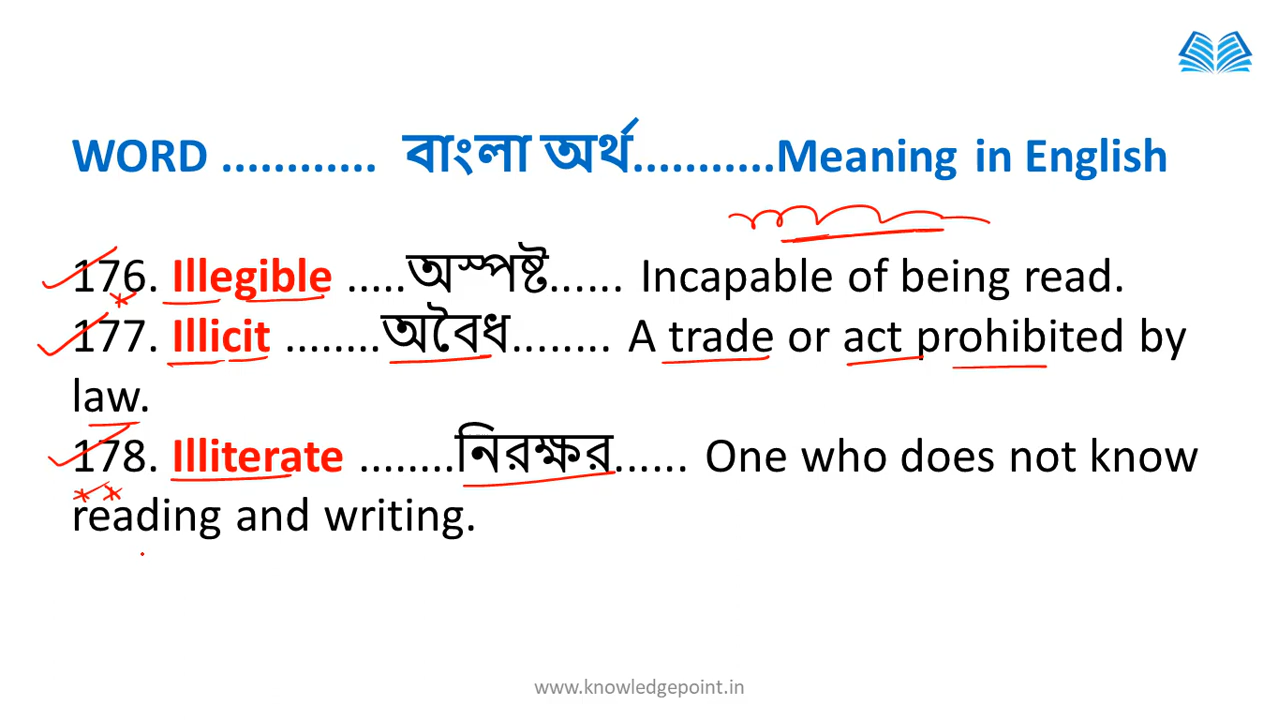 WORD ............ বাংলা অর্থ...........Meaning in English
176. Illegible .....অস্পষ্ট...... Incapable of being read.
177. Illicit ........অবৈধ........ A trade or act prohibited by
law.
178. Illiterate ........নিরক্ষর...... One who does not know
reading and writing.
www.knowledgepoint.in